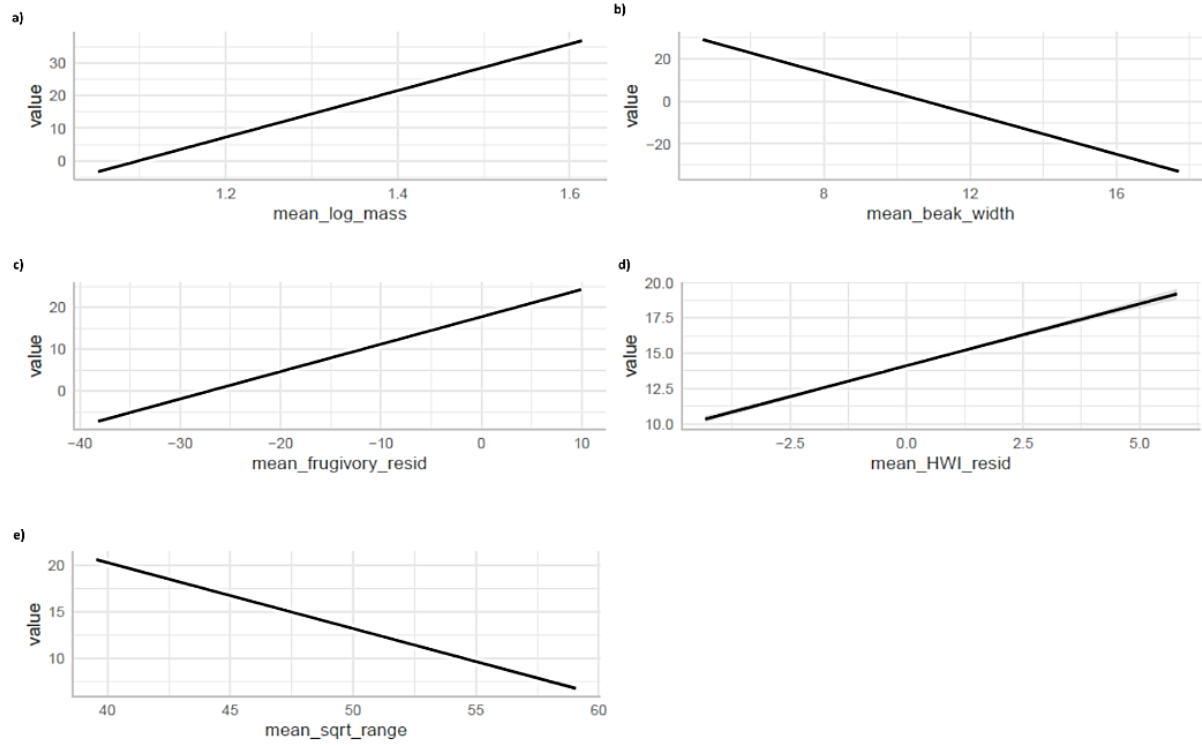 a)
value
30
20
10
0
1.2 1.4 1.6
mean_log_mass
b)
value
20
0
−20
8 12 16
mean_beak_width
c)
value
20
10
0
−40 −30 −20 −10 0 10
mean_frugivory_resid
d)
value
20.0
17.5
15.0
12.5
10.0
−2.5 0.0 2.5 5.0
mean_HWI_resid
e)
value
20
15
10
40 45 50 55 60
mean_sqrt_range